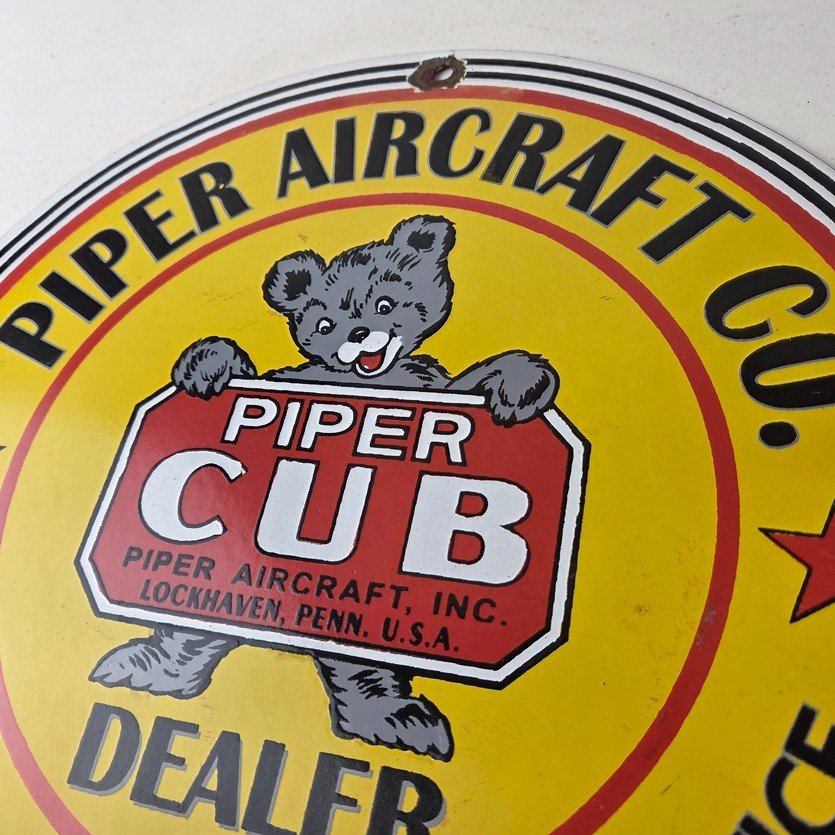 PIPER AIRCRAFT CO.
PIPER
CUB
PIPER AIRCRAFT, INC.
LOCKHAVEN, PENN. U.S.A.
DEALER